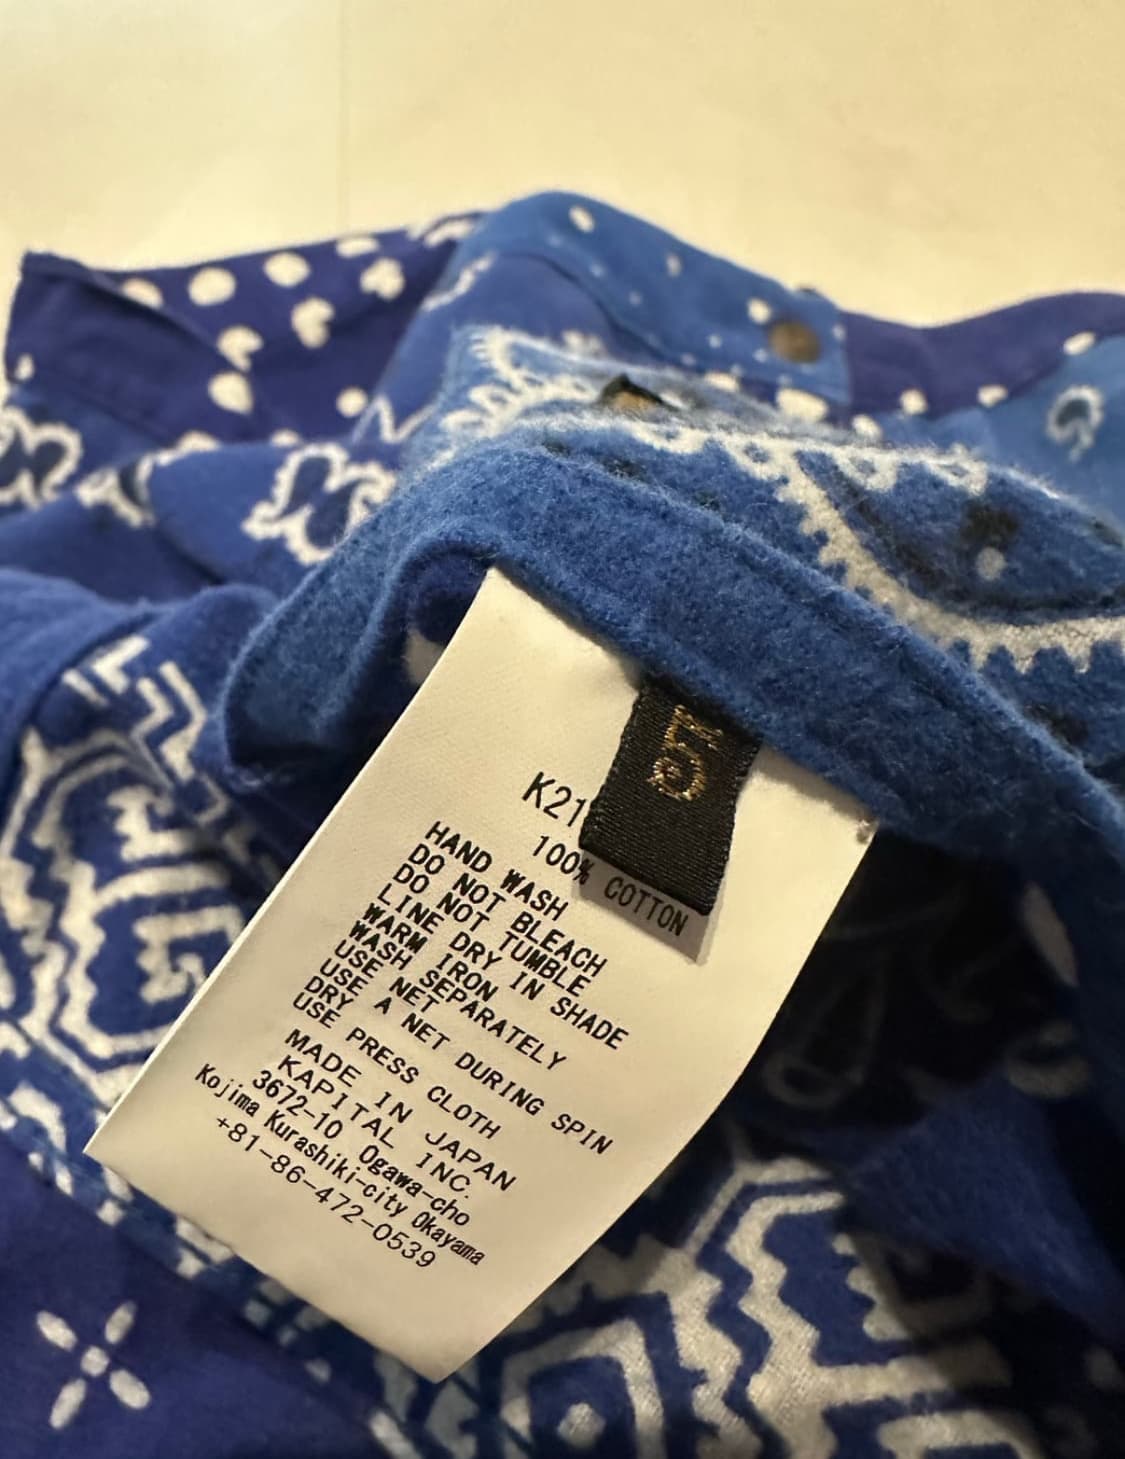 K21
100% COTTON
HAND WASH
DO NOT BLEACH
DO NOT TUMBLE
LINE DRY IN SHADE
WARM IRON
WASH SEPARATELY
USE NET
USE A NET DURING SPIN
DRY
USE PRESS CLOTH
MADE IN JAPAN
KAPITAL INC.
3672-10 Ogawa-cho
Kojima Kurashiki-city Okayama
+81-86-472-0539